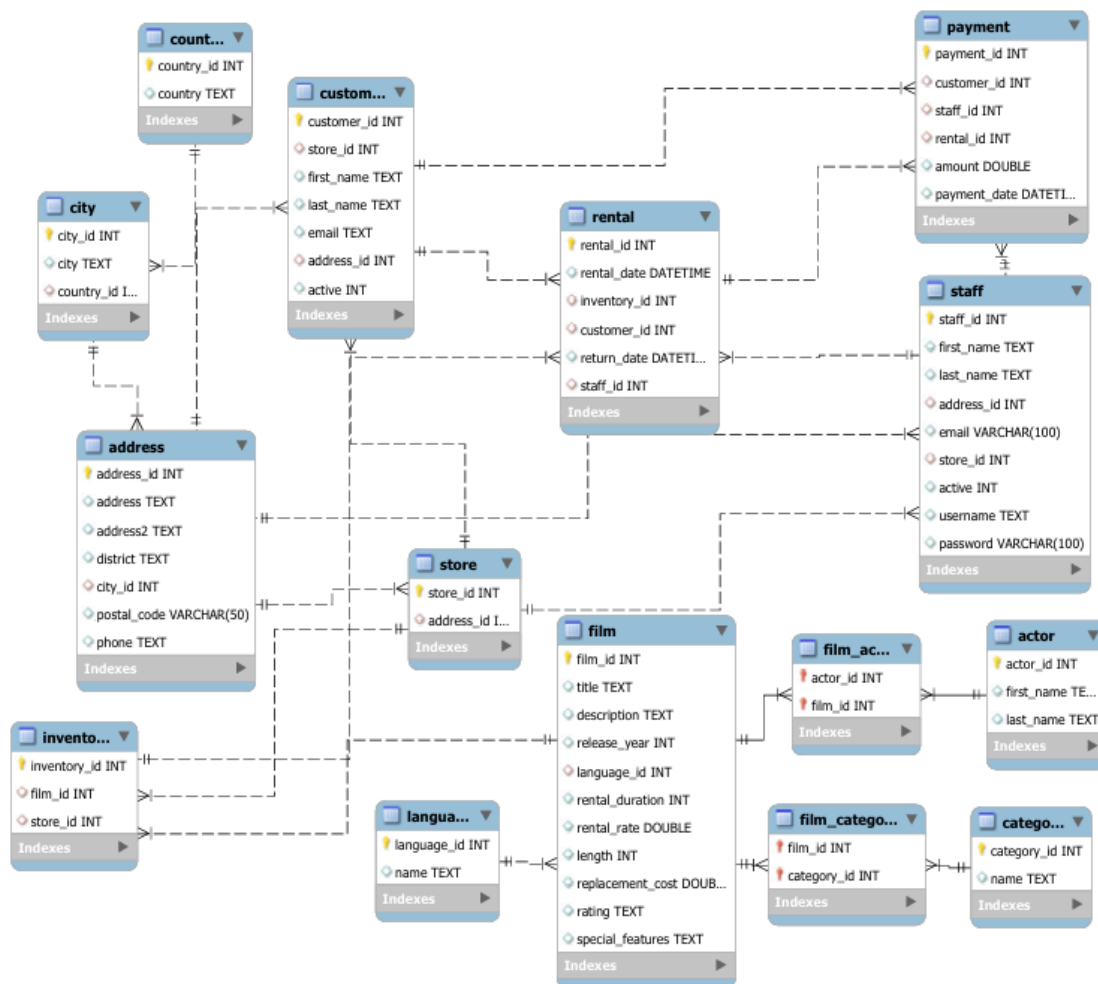 count...
country_id INT
country TEXT
Indexes
custom...
customer_id INT
store_id INT
first_name TEXT
last_name TEXT
email TEXT
address_id INT
active INT
Indexes
payment
payment_id INT
customer_id INT
staff_id INT
rental_id INT
amount DOUBLE
payment_date DATETI...
Indexes
city
city_id INT
city TEXT
country_id I...
Indexes
rental
rental_id INT
rental_date DATETIME
inventory_id INT
customer_id INT
return_date DATETI...
staff_id INT
Indexes
staff
staff_id INT
first_name TEXT
last_name TEXT
address_id INT
email VARCHAR(100)
store_id INT
active INT
username TEXT
password VARCHAR(100)
Indexes
address
address_id INT
address TEXT
address2 TEXT
district TEXT
city_id INT
postal_code VARCHAR(50)
phone TEXT
Indexes
store
store_id INT
address_id I...
Indexes
film
film_id INT
title TEXT
description TEXT
release_year INT
language_id INT
rental_duration INT
rental_rate DOUBLE
length INT
replacement_cost DOUB...
rating TEXT
special_features TEXT
Indexes
film_ac...
actor_id INT
film_id INT
Indexes
actor
actor_id INT
first_name TE...
last_name TEXT
Indexes
invento...
inventory_id INT
film_id INT
store_id INT
Indexes
langua...
language_id INT
name TEXT
Indexes
film_catego...
film_id INT
category_id INT
Indexes
catego...
category_id INT
name TEXT
Indexes